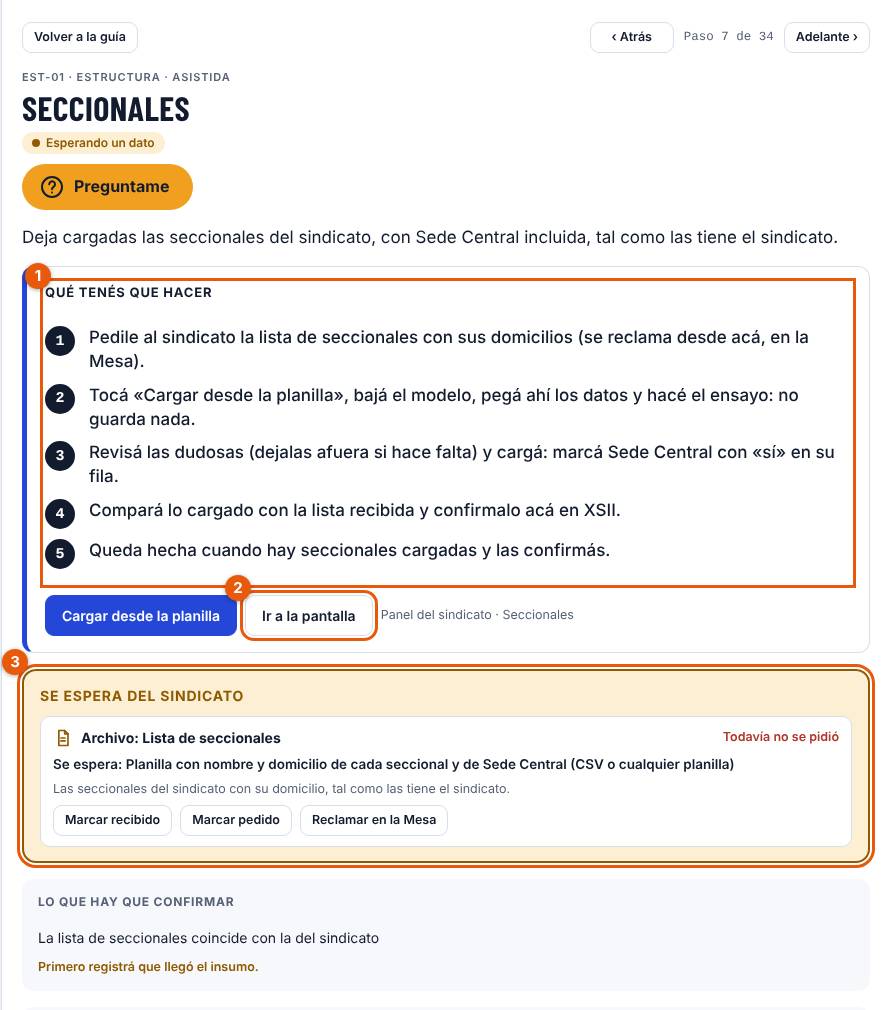 Volver a la guía
‹ Atrás
Paso 7 de 34
Adelante ›
EST-01 · ESTRUCTURA · ASISTIDA
SECCIONALES
Esperando un dato
Preguntame
Deja cargadas las seccionales del sindicato, con Sede Central incluida, tal como las tiene el sindicato.
1
QUÉ TENÉS QUE HACER
1
Pedile al sindicato la lista de seccionales con sus domicilios (se reclama desde acá, en la
Mesa).
2
Tocá «Cargar desde la planilla», bajá el modelo, pegá ahí los datos y hacé el ensayo: no
guarda nada.
3
Revisá las dudosas (dejalas afuera si hace falta) y cargá: marcá Sede Central con «sí» en su
fila.
4
Compará lo cargado con la lista recibida y confirmalo acá en XSII.
5
Queda hecha cuando hay seccionales cargadas y las confirmás.
2
Cargar desde la planilla
Ir a la pantalla
Panel del sindicato · Seccionales
3
SE ESPERA DEL SINDICATO
Archivo: Lista de seccionales
Todavía no se pidió
Se espera: Planilla con nombre y domicilio de cada seccional y de Sede Central (CSV o cualquier planilla)
Las seccionales del sindicato con su domicilio, tal como las tiene el sindicato.
Marcar recibido
Marcar pedido
Reclamar en la Mesa
LO QUE HAY QUE CONFIRMAR
La lista de seccionales coincide con la del sindicato
Primero registrá que llegó el insumo.